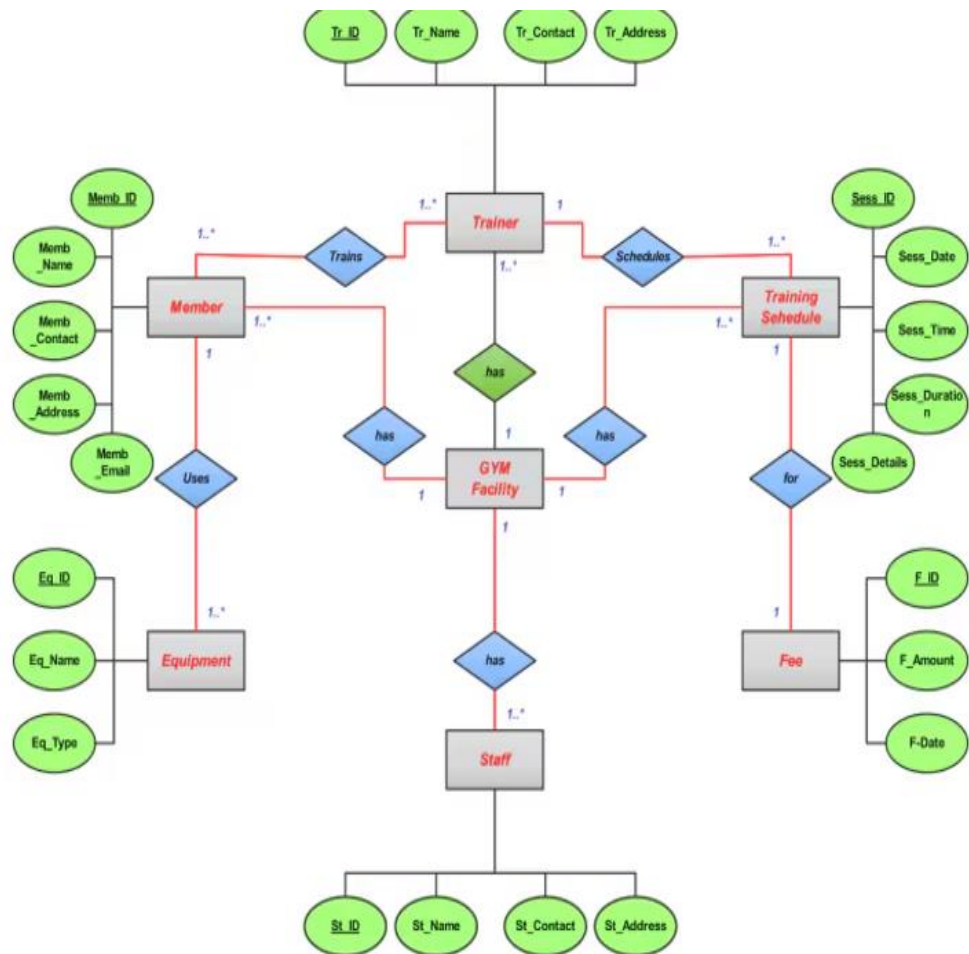 Tr_ID
Tr_Name
Tr_Contact
Tr_Address
Memb_ID
Sess_ID
1..*
Trainer
1
1..*
Trains
Schedules
1..*
1..*
Memb
_Name
Sess_Date
Member
1..*
Training
Sehedule
1..*
Memb
_Contact
Sess_Time
1
1
has
Memb
_Address
Sess_Duratio
n
has
1
has
Memb
_Email
Sess_Details
Uses
GYM
Facility
for
1
1
1
Eq_ID
F_ID
1..*
1
Eq_Name
Equipment
has
Fee
F_Amount
1..*
Eq_Type
Staff
F-Date
St_ID
St_Name
St_Contact
St_Address